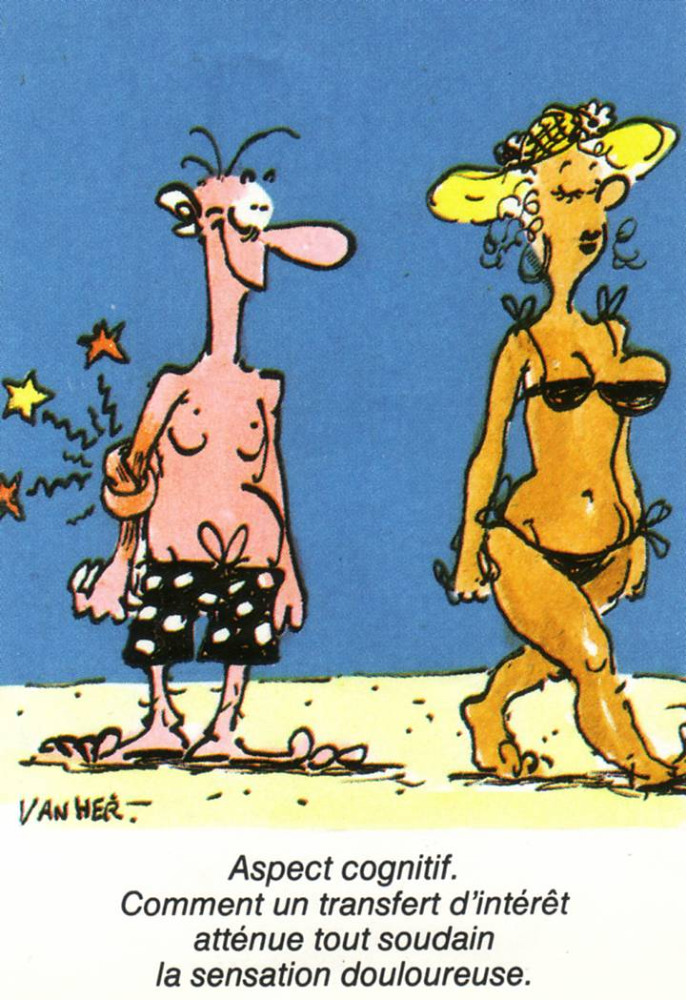 VAN HER.-
Aspect cognitif.
Comment un transfert d'intérêt
atténue tout soudain
la sensation douloureuse.